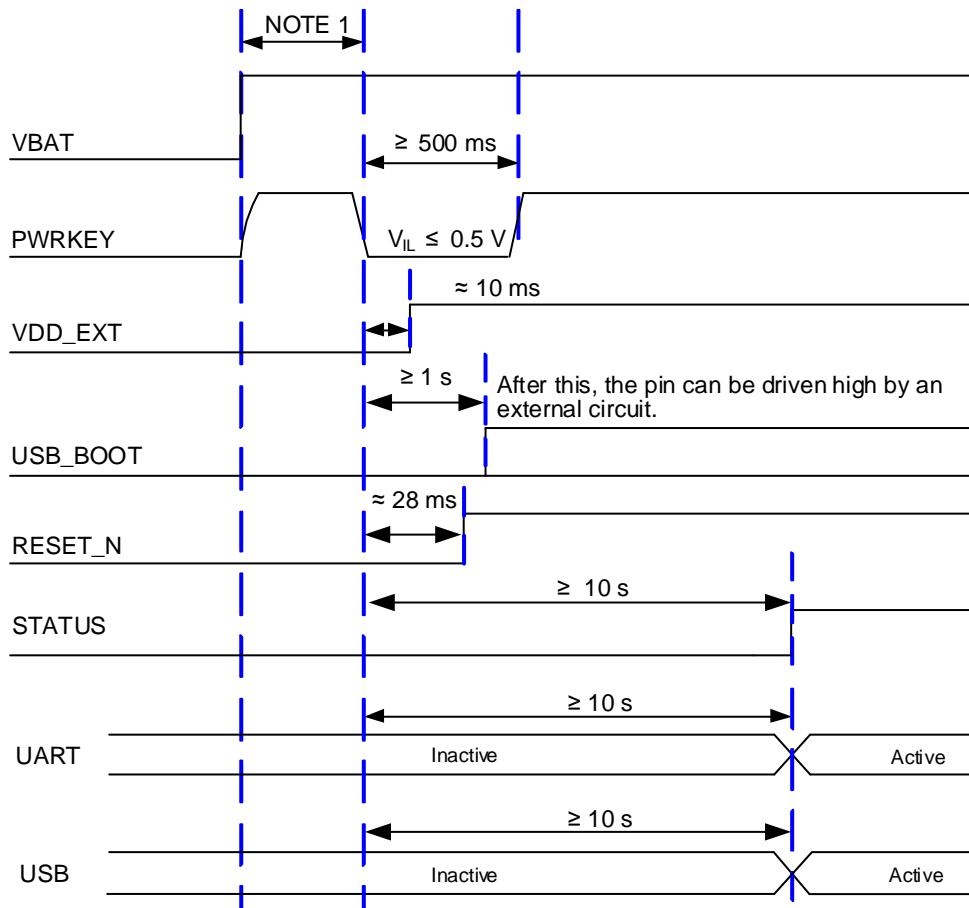 NOTE 1
VBAT
≥ 500 ms
PWRKEY
VIL ≤ 0.5 V
≈ 10 ms
VDD_EXT
≥ 1 s
After this, the pin can be driven high by an
external circuit.
USB_BOOT
≈ 28 ms
RESET_N
≥ 10 s
STATUS
≥ 10 s
UART
Inactive
Active
≥ 10 s
USB
Inactive
Active